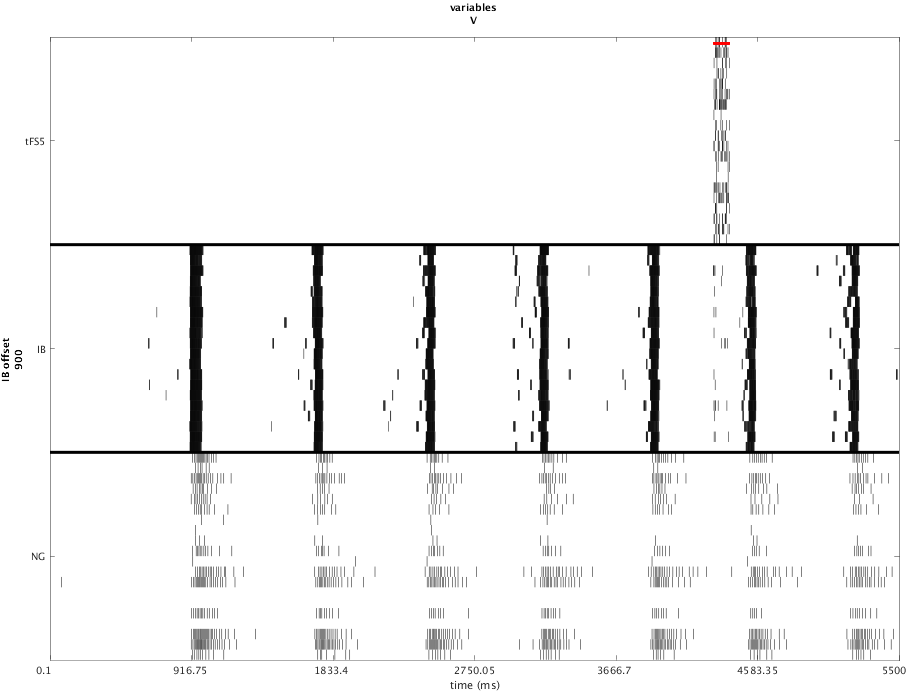 variables
V
tFS5
IB
IB offset
900
NG
0.1
916.75
1833.4
2750.05
3666.7
4583.35
5500
time (ms)